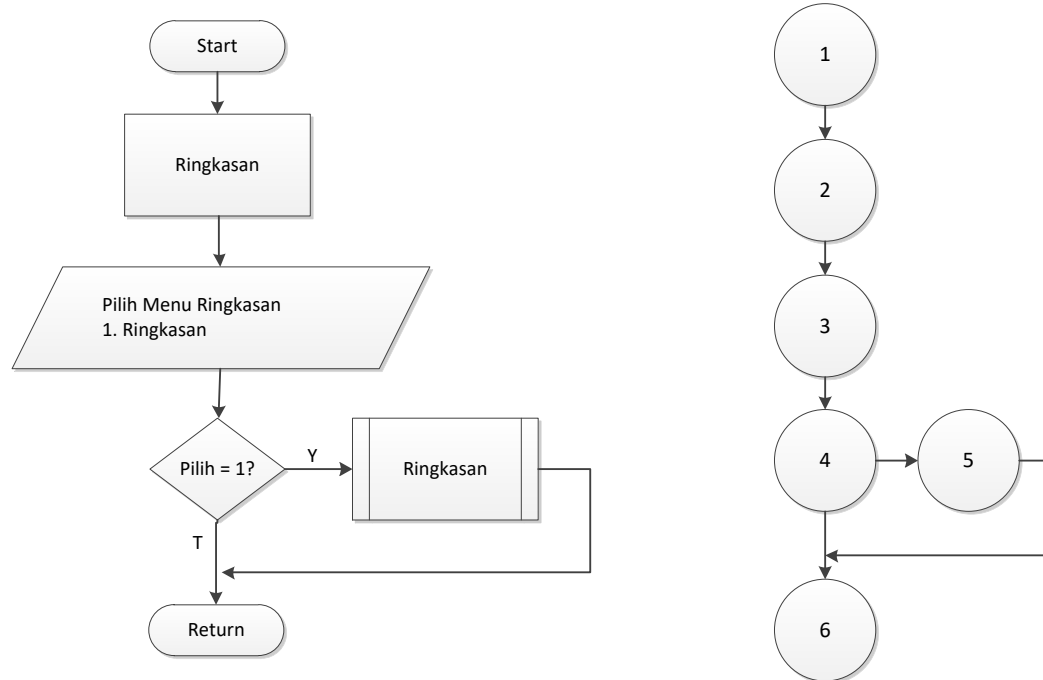 Start
Ringkasan
Pilih Menu Ringkasan
1. Ringkasan
Pilih = 1?
Y
Ringkasan
T
Return
1
2
3
4
5
6